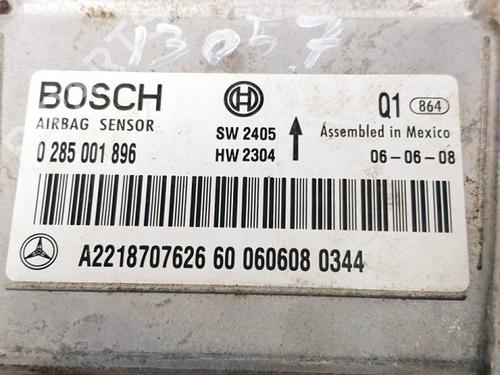 13057
BOSCH
AIRBAG SENSOR
0 285 001 896
SW 2405
HW 2304
Q1 864
Assembled in Mexico
06-06-08
A2218707626 60 060608 0344